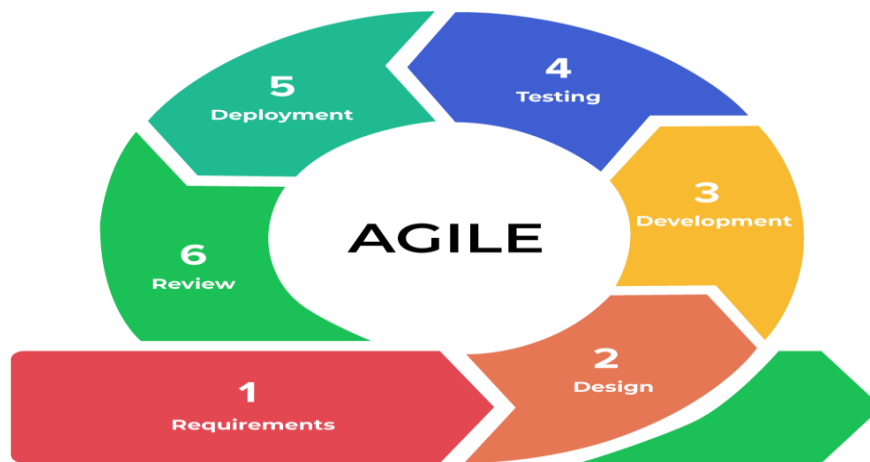 AGILE
1
Requirements
2
Design
3
Development
4
Testing
5
Deployment
6
Review